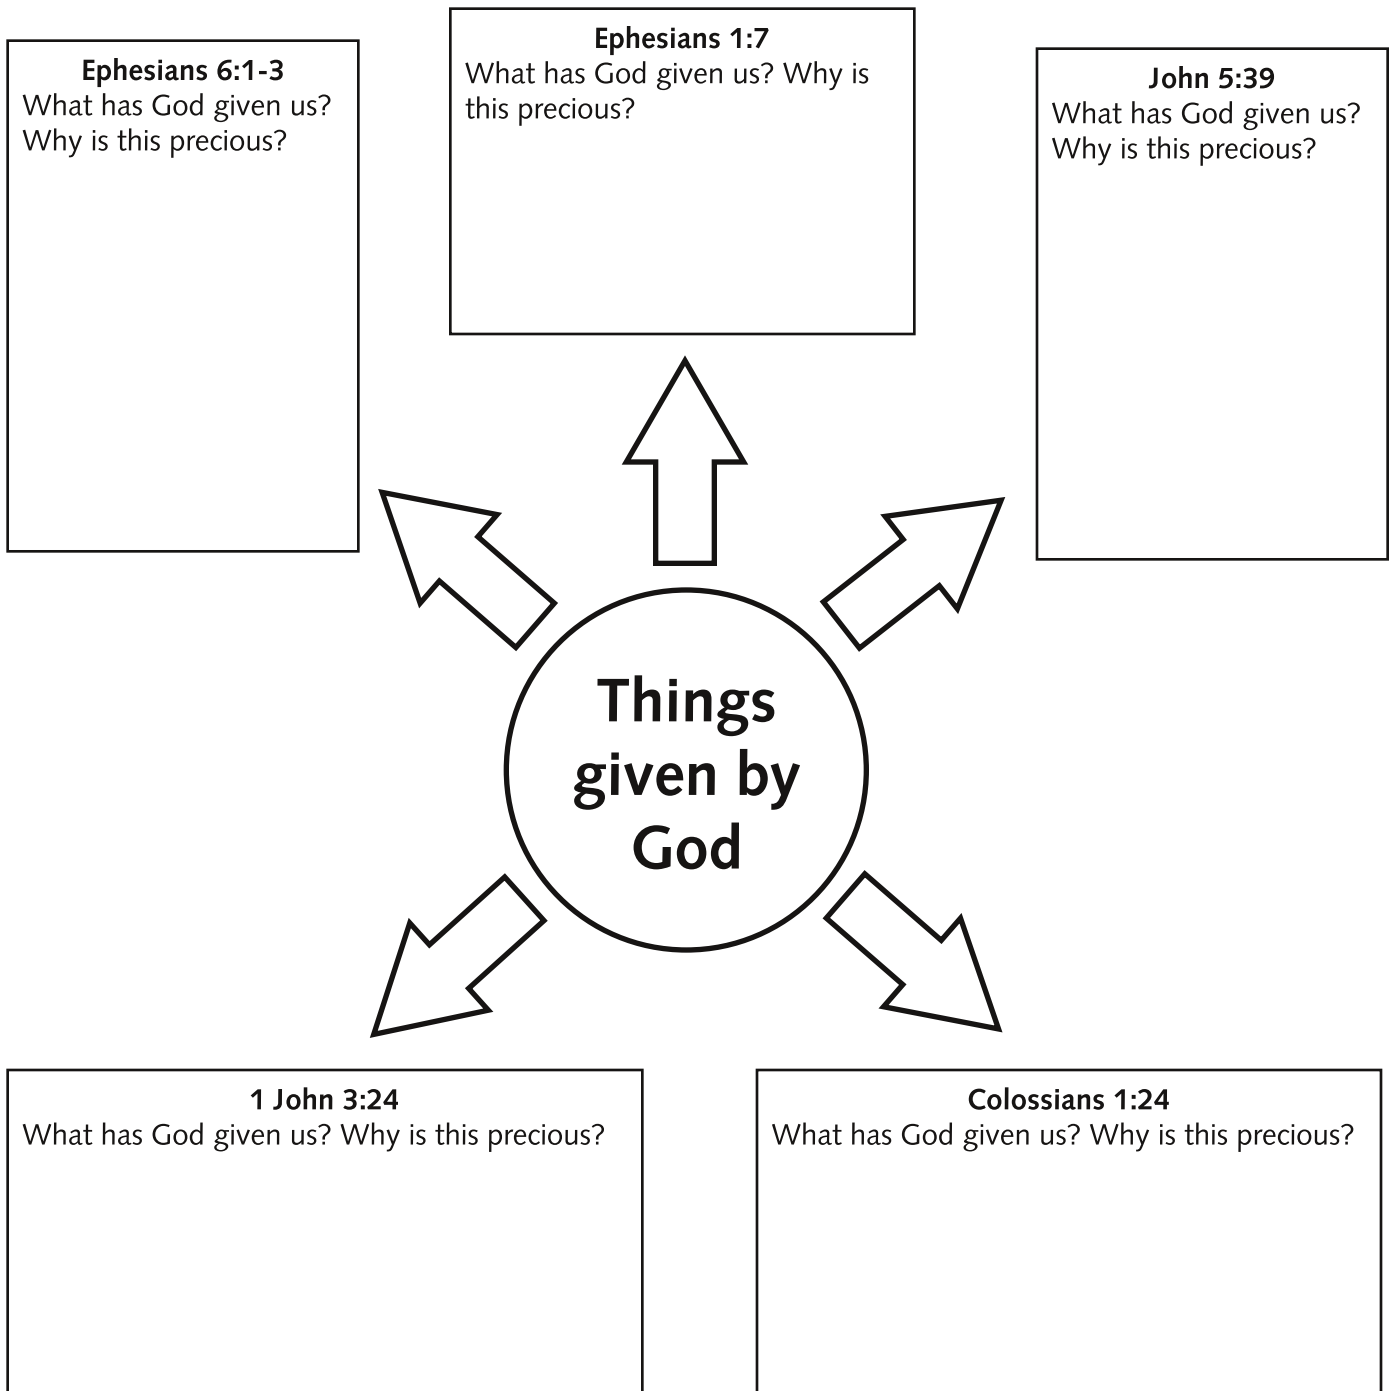 Ephesians 6:1-3
What has God given us?
Why is this precious?
Ephesians 1:7
What has God given us? Why is
this precious?
John 5:39
What has God given us?
Why is this precious?
Things
given by
God
1 John 3:24
What has God given us? Why is this precious?
Colossians 1:24
What has God given us? Why is this precious?